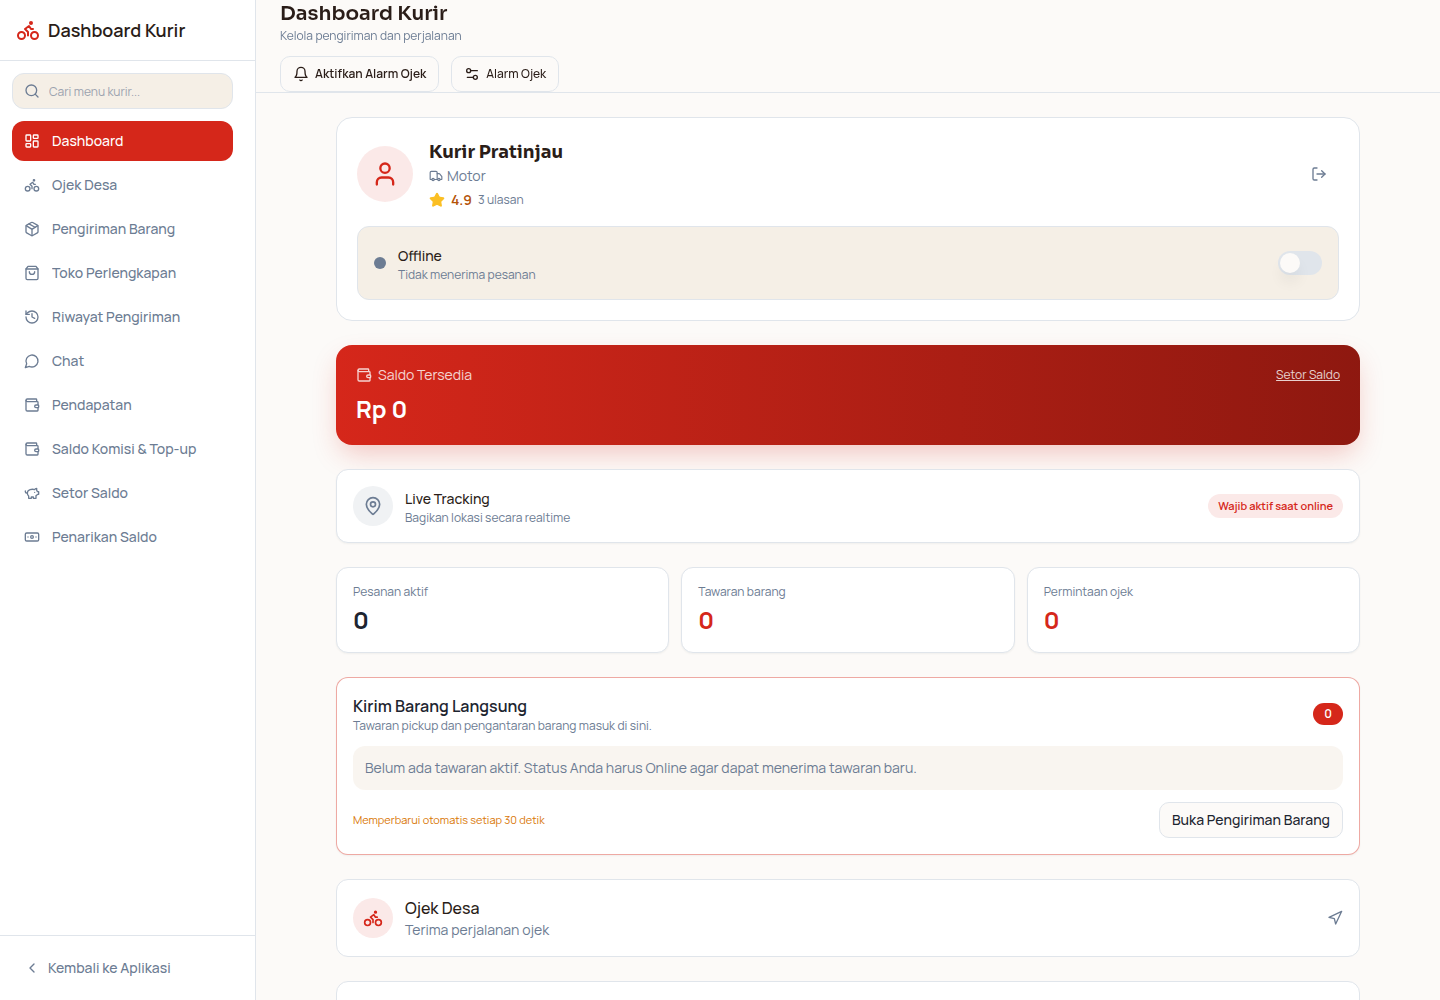 Dashboard Kurir
Cari menu kurir...
Dashboard
Ojek Desa
Pengiriman Barang
Toko Perlengkapan
Riwayat Pengiriman
Chat
Pendapatan
Saldo Komisi & Top-up
Setor Saldo
Penarikan Saldo
Kembali ke Aplikasi
Dashboard Kurir
Kelola pengiriman dan perjalanan
Aktifkan Alarm Ojek
Alarm Ojek
Kurir Pratinjau
Motor
4.9 3 ulasan
Offline
Tidak menerima pesanan
Saldo Tersedia
Setor Saldo
Rp 0
Live Tracking
Bagikan lokasi secara realtime
Wajib aktif saat online
Pesanan aktif
0
Tawaran barang
0
Permintaan ojek
0
Kirim Barang Langsung
Tawaran pickup dan pengantaran barang masuk di sini.
0
Belum ada tawaran aktif. Status Anda harus Online agar dapat menerima tawaran baru.
Memperbarui otomatis setiap 30 detik
Buka Pengiriman Barang
Ojek Desa
Terima perjalanan ojek